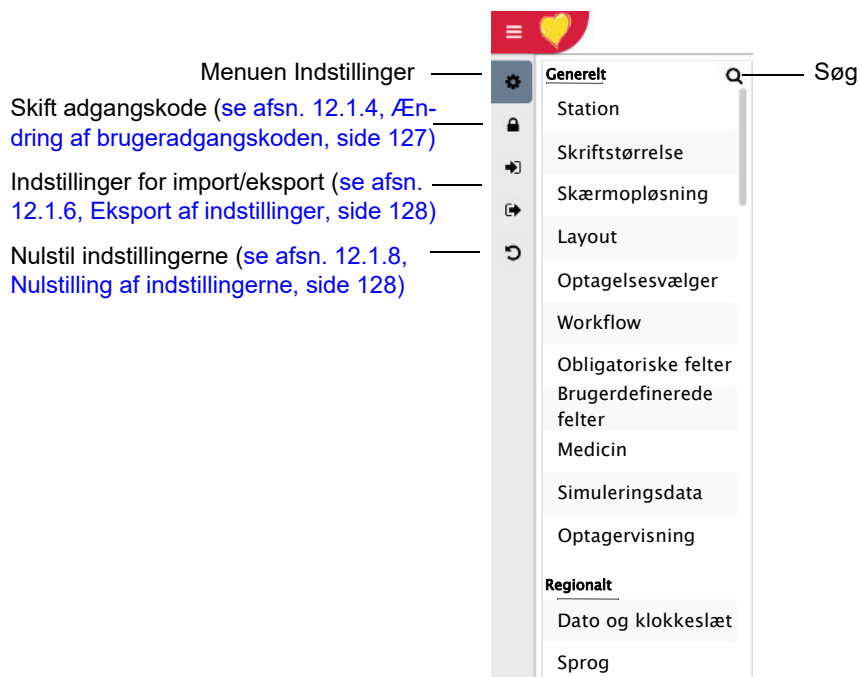 Menuen Indstillinger
Skift adgangskode (se afsn. 12.1.4, Æn-
dring af brugeradgangskoden, side 127)
Indstillinger for import/eksport (se afsn.
12.1.6, Eksport af indstillinger, side 128)
Nulstil indstillingerne (se afsn. 12.1.8,
Nulstilling af indstillingerne, side 128)
Generelt
Søg
Station
Skriftstørrelse
Skærmopløsning
Layout
Optagelsesvælger
Workflow
Obligatoriske felter
Brugerdefinerede
felter
Medicin
Simuleringsdata
Optagervisning
Regionalt
Dato og klokkeslæt
Sprog